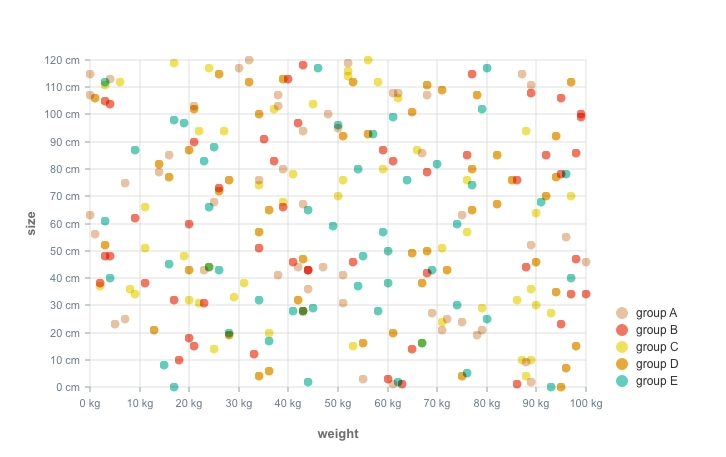 120 cm
110 cm
100 cm
90 cm
80 cm
70 cm
60 cm
50 cm
40 cm
30 cm
20 cm
10 cm
0 cm
size
0 kg 10 kg 20 kg 30 kg 40 kg 50 kg 60 kg 70 kg 80 kg 90 kg 100 kg
weight
group A
group B
group C
group D
group E